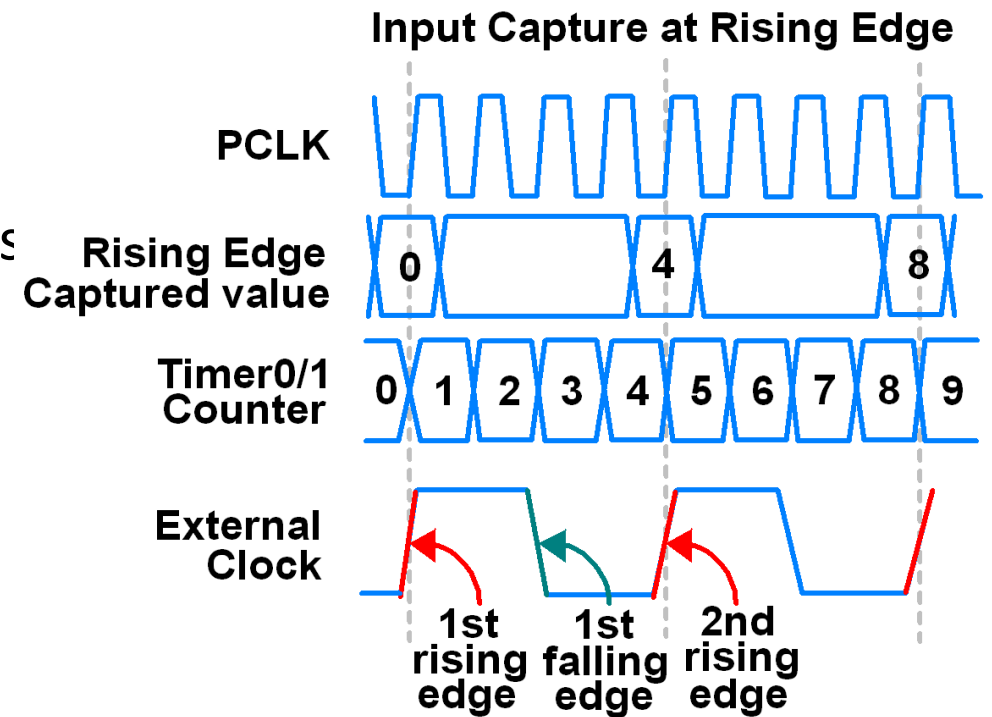 Input Capture at Rising Edge
PCLK
S
Rising Edge
Captured value
0 4 8
Timer0/1
Counter
0 1 2 3 4 5 6 7 8 9
External
Clock
1st
rising
edge
1st
falling
edge
2nd
rising
edge